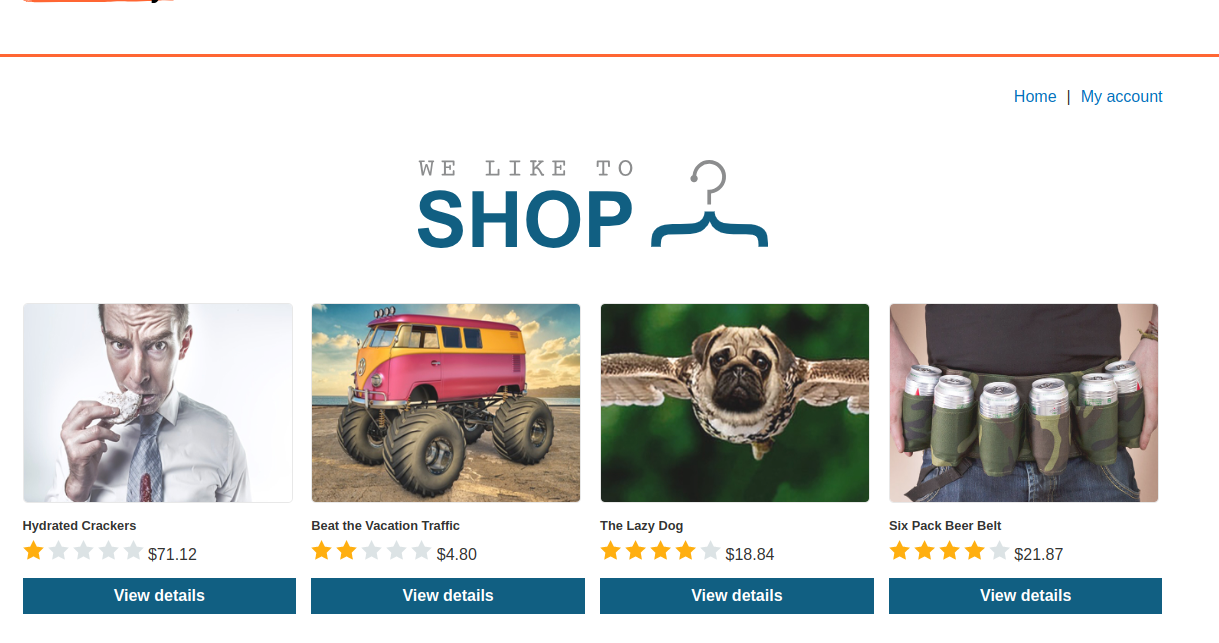 Home | My account
WE LIKE TO
SHOP
Hydrated Crackers
$71.12
View details
Beat the Vacation Traffic
$4.80
View details
The Lazy Dog
$18.84
View details
Six Pack Beer Belt
$21.87
View details